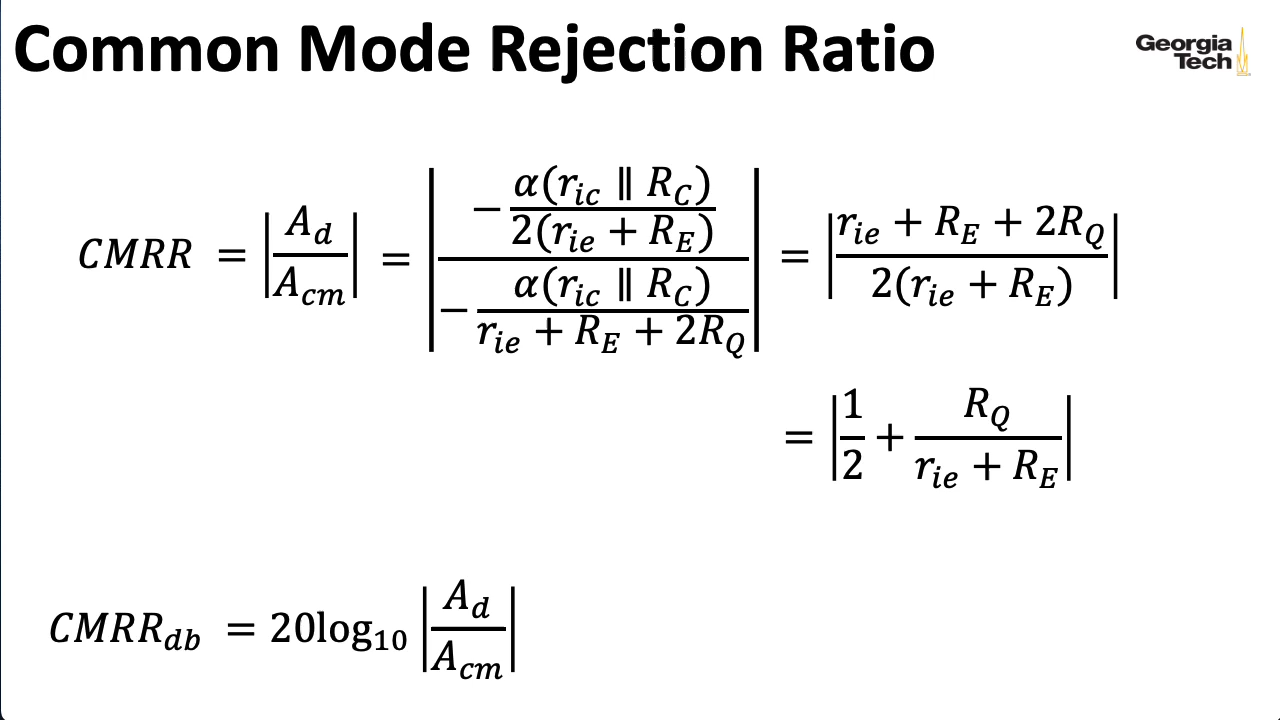 Common Mode Rejection Ratio
Georgia
Tech
CMRR = |A_d / A_cm| = |(−α(r_ic ∥ R_C) / 2(r_ie + R_E)) / (−α(r_ic ∥ R_C) / (r_ie + R_E + 2R_Q))| = |(r_ie + R_E + 2R_Q) / 2(r_ie + R_E)|
= |1/2 + R_Q / (r_ie + R_E)|
CMRR_db = 20log_10 |A_d / A_cm|